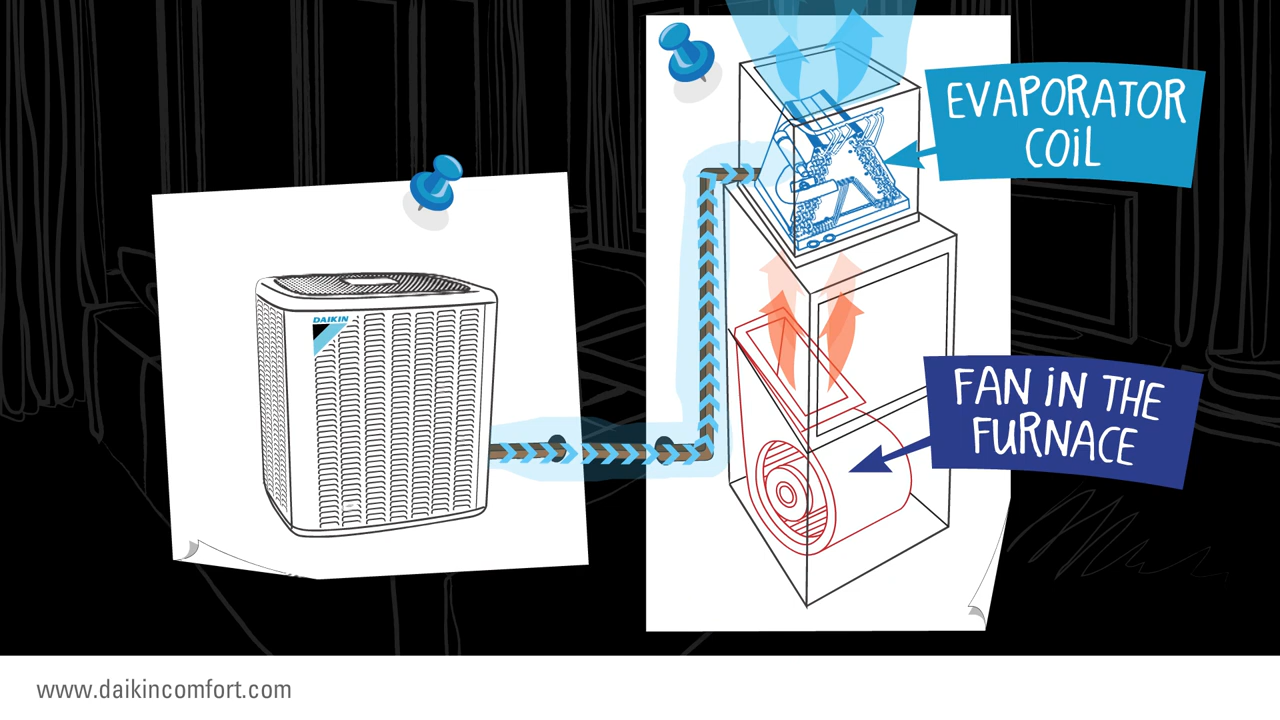 EVAPORATOR
COiL
DAIKIN
FAN iN THE
FURNACE
www.daikincomfort.com